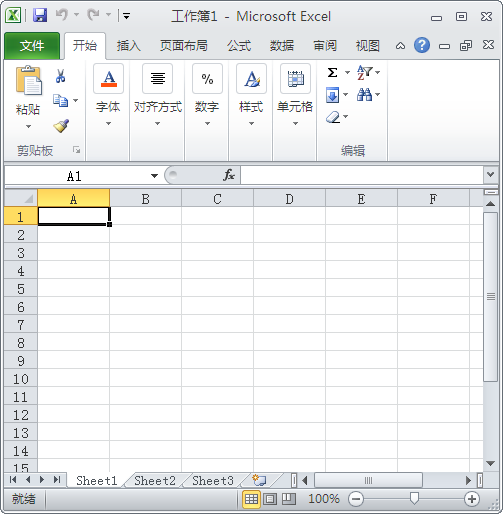 工作簿1 - Microsoft Excel
文件 开始 插入 页面布局 公式 数据 审阅 视图
粘贴 字体 对齐方式 数字 样式 单元格
剪贴板 编辑
A1 fx
A B C D E F
1
2
3
4
5
6
7
8
9
10
11
12
13
14
15
Sheet1 Sheet2 Sheet3
就绪 100%